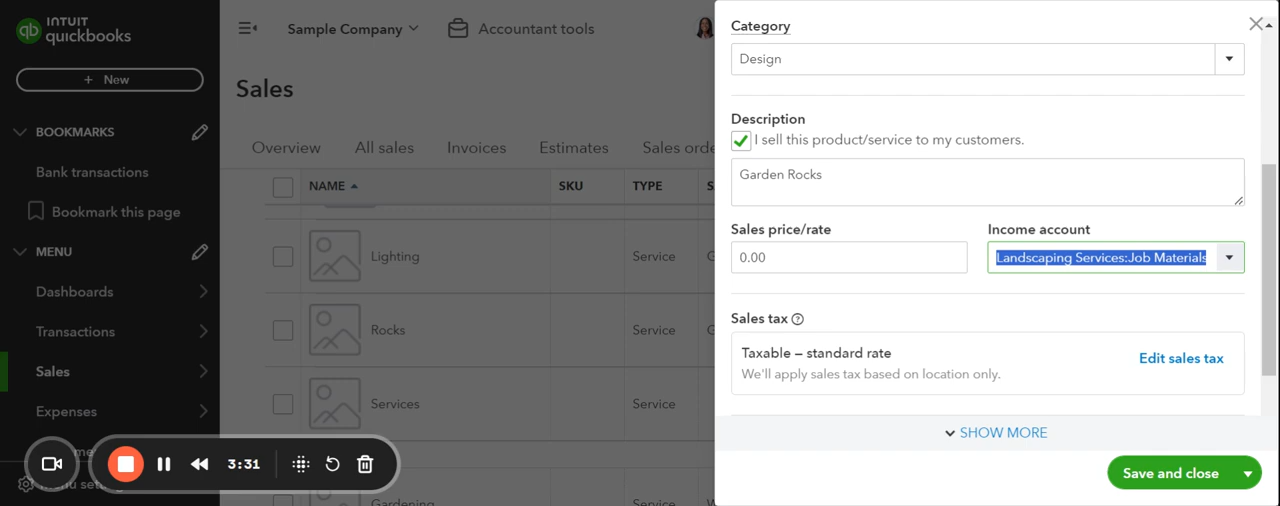 INTUIT
quickbooks
Sample Company
Accountant tools
+ New
BOOKMARKS
Bank transactions
Bookmark this page
MENU
Dashboards
Transactions
Sales
Expenses
3:31
Sales
Overview All sales Invoices Estimates Sales orde
NAME SKU TYPE
Lighting Service G
Rocks Service G
Services Service
Gardening Service W
Category
Design
Description
I sell this product/service to my customers.
Garden Rocks
Sales price/rate Income account
0.00 Landscaping Services:Job Materials
Sales tax ?
Taxable – standard rate
We'll apply sales tax based on location only.
Edit sales tax
SHOW MORE
Save and close